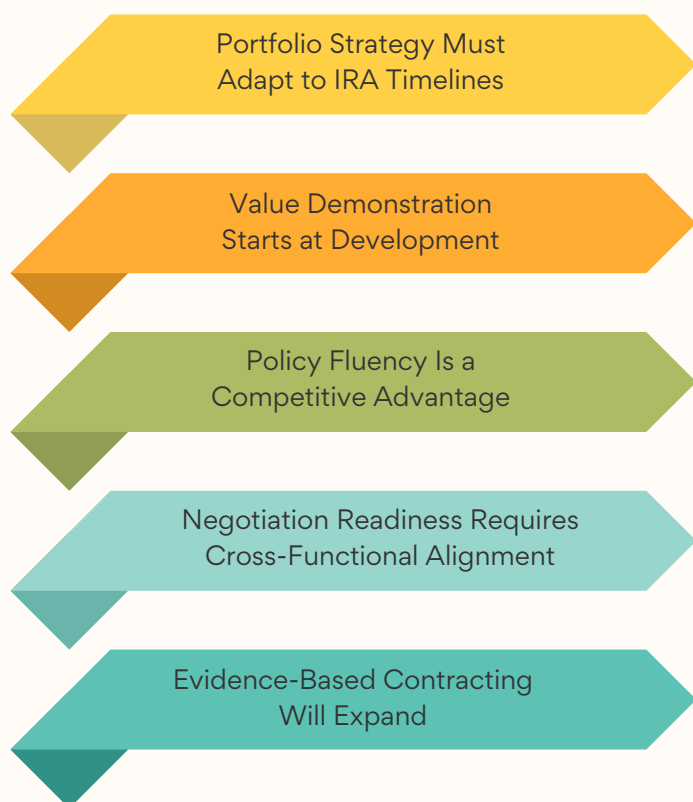 Portfolio Strategy Must
Adapt to IRA Timelines
Value Demonstration
Starts at Development
Policy Fluency Is a
Competitive Advantage
Negotiation Readiness Requires
Cross-Functional Alignment
Evidence-Based Contracting
Will Expand